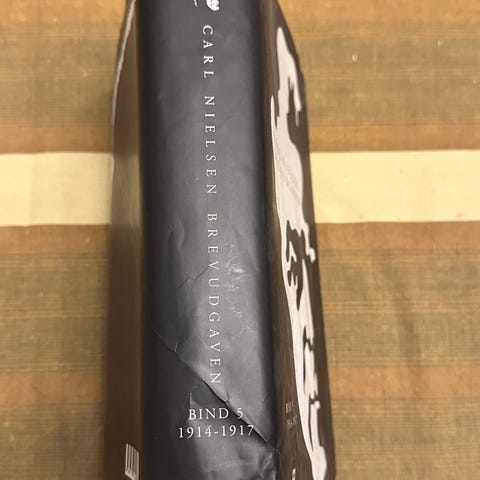 CARL NIELSEN BREVUDGAVEN
BIND 5
1914-1917